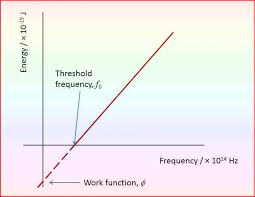 Energy / × 10⁻¹⁹ J
Threshold
frequency, f₀
Frequency / × 10¹⁴ Hz
Work function, ϕ